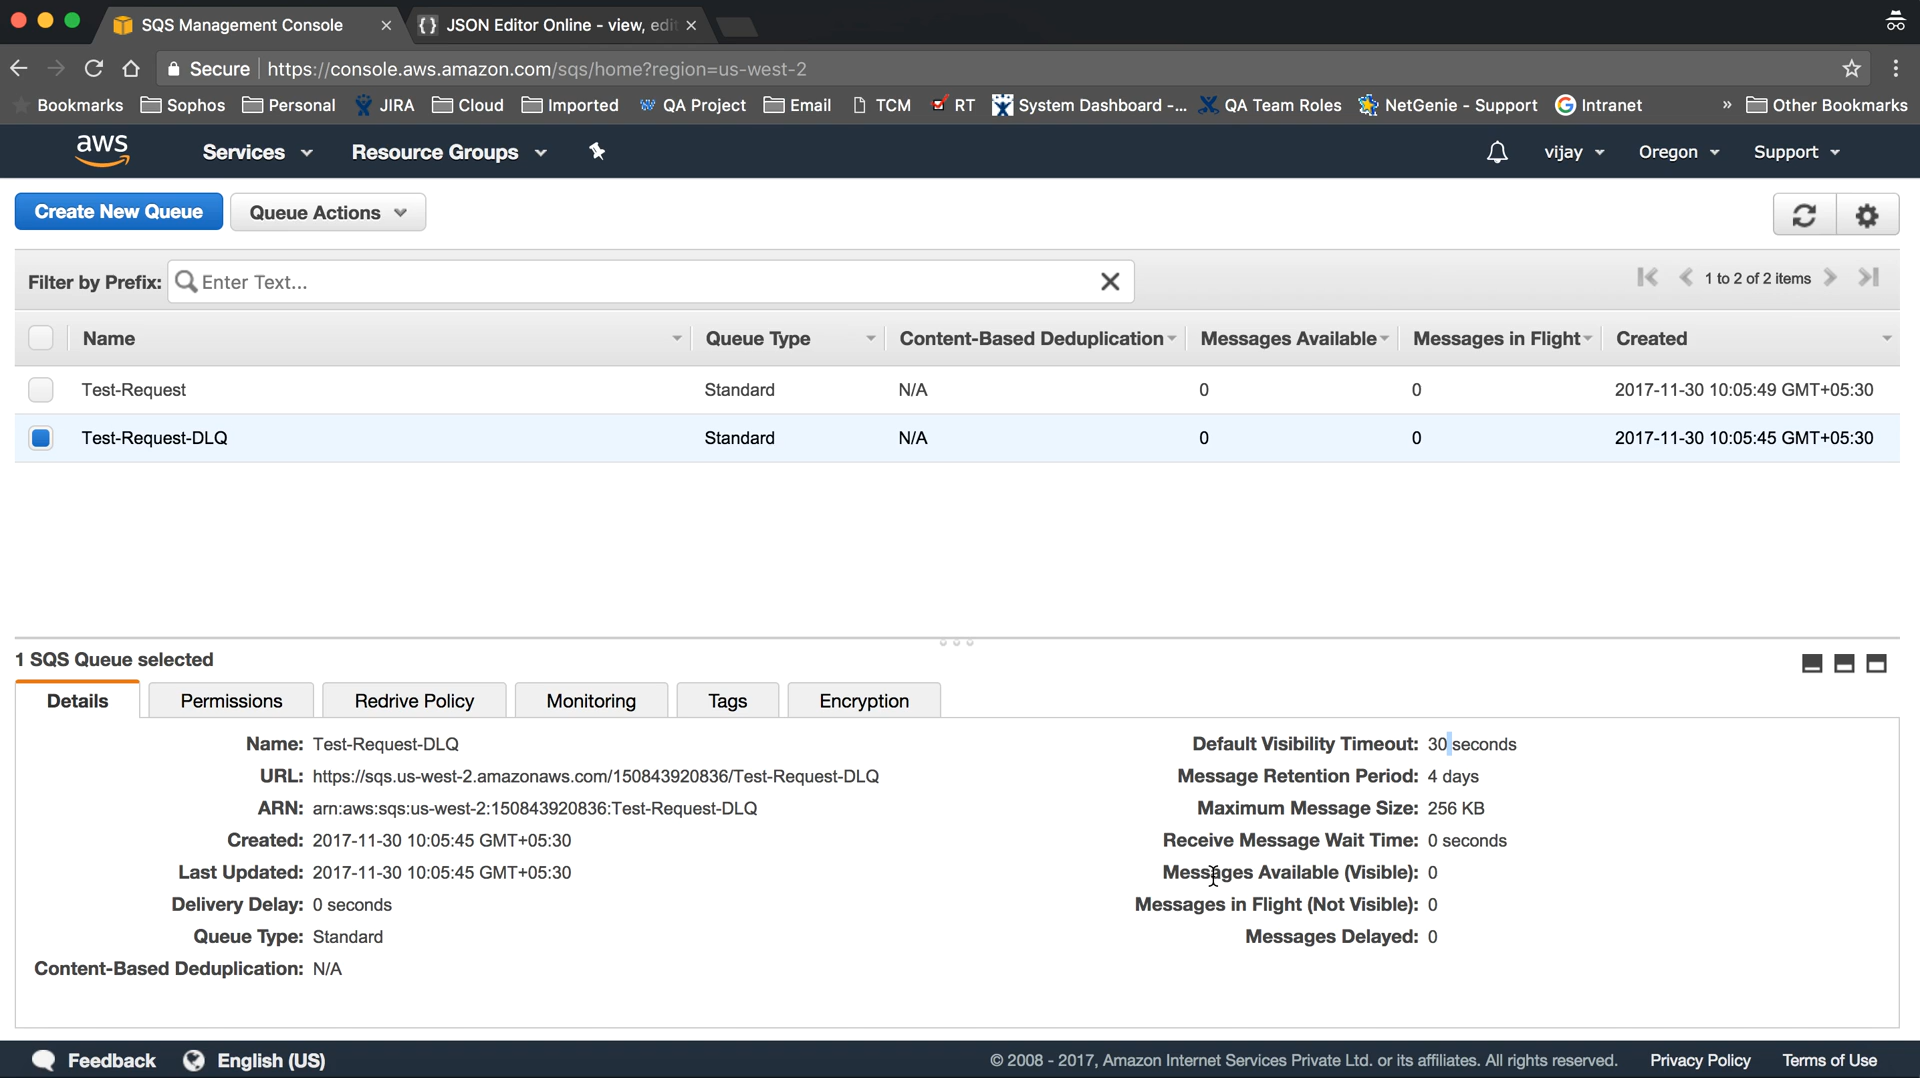 SQS Management Console
{ } JSON Editor Online - view, edit
Secure https://console.aws.amazon.com/sqs/home?region=us-west-2
Bookmarks Sophos Personal JIRA Cloud Imported QA Project Email TCM RT System Dashboard -... QA Team Roles NetGenie - Support Intranet » Other Bookmarks
aws Services Resource Groups vijay Oregon Support
Create New Queue Queue Actions
Filter by Prefix: Enter Text... 1 to 2 of 2 items
Name Queue Type Content-Based Deduplication Messages Available Messages in Flight Created
Test-Request Standard N/A 0 0 2017-11-30 10:05:49 GMT+05:30
Test-Request-DLQ Standard N/A 0 0 2017-11-30 10:05:45 GMT+05:30
1 SQS Queue selected
Details Permissions Redrive Policy Monitoring Tags Encryption
Name: Test-Request-DLQ
URL: https://sqs.us-west-2.amazonaws.com/150843920836/Test-Request-DLQ
ARN: arn:aws:sqs:us-west-2:150843920836:Test-Request-DLQ
Created: 2017-11-30 10:05:45 GMT+05:30
Last Updated: 2017-11-30 10:05:45 GMT+05:30
Delivery Delay: 0 seconds
Queue Type: Standard
Content-Based Deduplication: N/A
Default Visibility Timeout: 30 seconds
Message Retention Period: 4 days
Maximum Message Size: 256 KB
Receive Message Wait Time: 0 seconds
Messages Available (Visible): 0
Messages in Flight (Not Visible): 0
Messages Delayed: 0
Feedback English (US) © 2008 - 2017, Amazon Internet Services Private Ltd. or its affiliates. All rights reserved. Privacy Policy Terms of Use